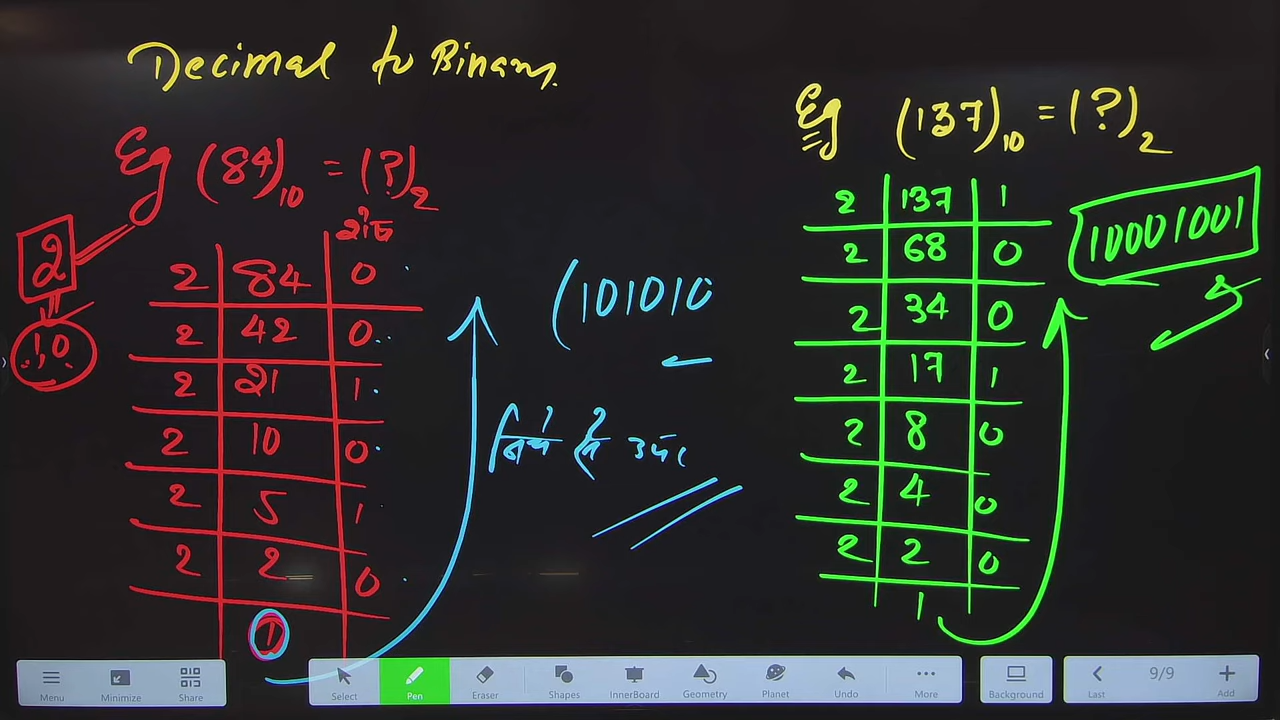 Decimal to Binary
Eg (84)10 = (?)2
2
1,0
शेष
2 84 0
2 42 0
2 21 1
2 10 0
2 5 1
2 2 0
1
(101010
नीचे से ऊपर
Eg (137)10 = (?)2
2 137 1
2 68 0
2 34 0
2 17 1
2 8 0
2 4 0
2 2 0
1
10001001
Menu Minimize Share Select Pen Eraser Shapes InnerBoard Geometry Planet Undo More Background Last 9/9 Add